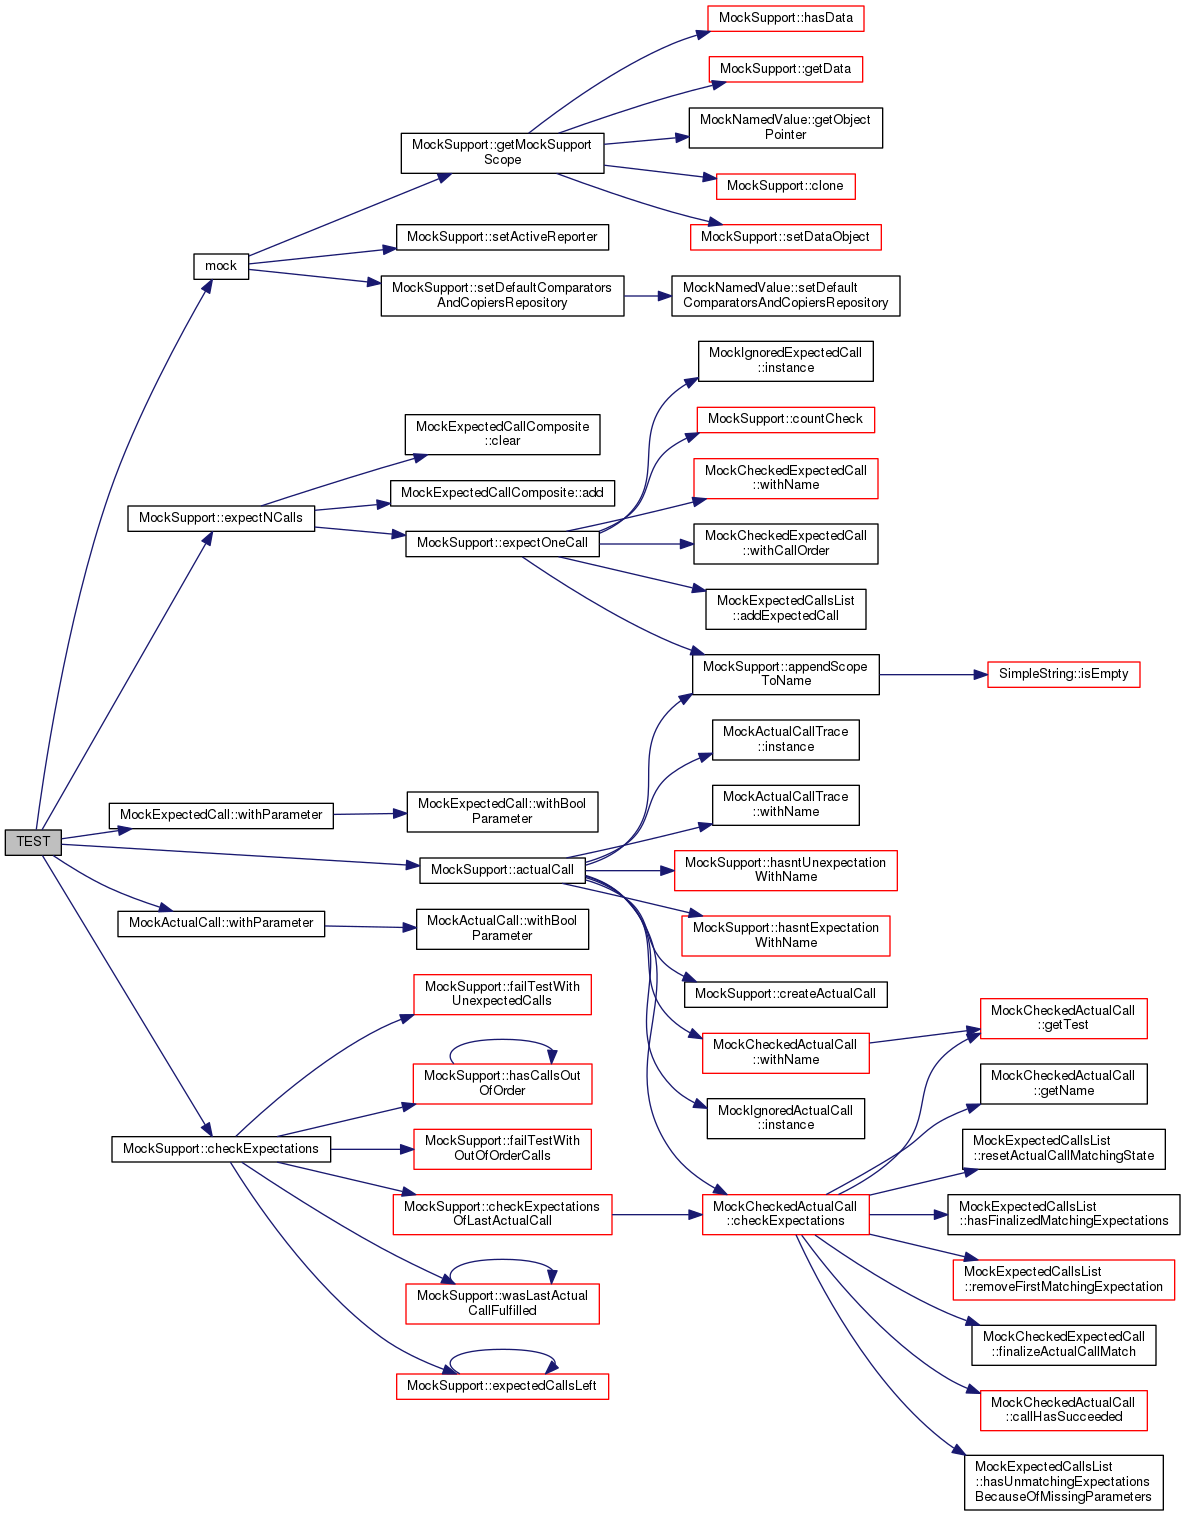 MockSupport::hasData
MockSupport::getData
MockNamedValue::getObject
Pointer
MockSupport::getMockSupport
Scope
MockSupport::clone
MockSupport::setActiveReporter
MockSupport::setDataObject
mock
MockSupport::setDefaultComparators
AndCopiersRepository
MockNamedValue::setDefault
ComparatorsAndCopiersRepository
MockIgnoredExpectedCall
::instance
MockExpectedCallComposite
::clear
MockSupport::countCheck
MockCheckedExpectedCall
::withName
MockExpectedCallComposite::add
MockSupport::expectNCalls
MockSupport::expectOneCall
MockCheckedExpectedCall
::withCallOrder
MockExpectedCallsList
::addExpectedCall
MockSupport::appendScope
ToName
SimpleString::isEmpty
MockActualCallTrace
::instance
MockExpectedCall::withParameter
MockExpectedCall::withBool
Parameter
MockActualCallTrace
::withName
TEST
MockSupport::actualCall
MockSupport::hasntUnexpectation
WithName
MockActualCall::withParameter
MockActualCall::withBool
Parameter
MockSupport::hasntExpectation
WithName
MockSupport::failTestWith
UnexpectedCalls
MockSupport::createActualCall
MockCheckedActualCall
::getTest
MockCheckedActualCall
::withName
MockSupport::hasCallsOut
OfOrder
MockCheckedActualCall
::getName
MockIgnoredActualCall
::instance
MockSupport::checkExpectations
MockSupport::failTestWith
OutOfOrderCalls
MockExpectedCallsList
::resetActualCallMatchingState
MockSupport::checkExpectations
OfLastActualCall
MockCheckedActualCall
::checkExpectations
MockExpectedCallsList
::hasFinalizedMatchingExpectations
MockExpectedCallsList
::removeFirstMatchingExpectation
MockSupport::wasLastActual
CallFulfilled
MockCheckedExpectedCall
::finalizeActualCallMatch
MockSupport::expectedCallsLeft
MockCheckedActualCall
::callHasSucceeded
MockExpectedCallsList
::hasUnmatchingExpectations
BecauseOfMissingParameters